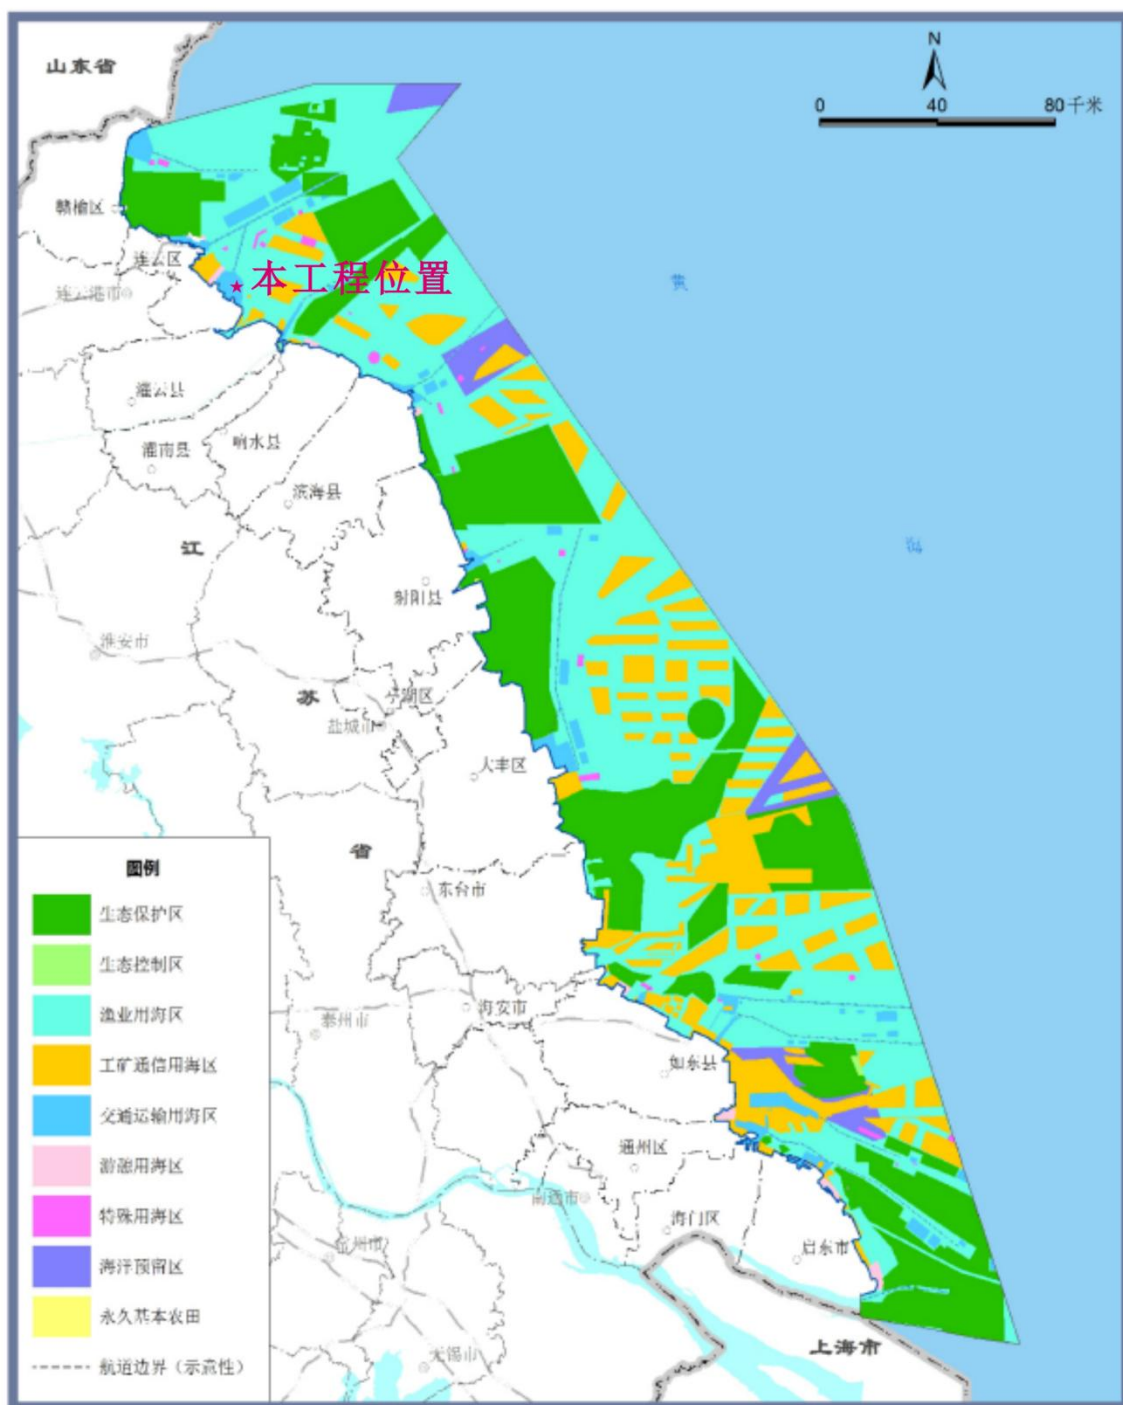 山东省
N
0 40 80千米
赣榆区
连云区
连云港市
本工程位置
黄
灌云县
灌南县
响水县
滨海县
江
海
射阳县
淮安市
苏
亭湖区
盐城市
大丰区
省
东台市
海安市
泰州市
如东县
通州区
南通市
海门区
启东市
常州市
无锡市
上海市
图例
生态保护区
生态控制区
渔业用海区
工矿通信用海区
交通运输用海区
游憩用海区
特殊用海区
海洋预留区
永久基本农田
航道边界（示意性）